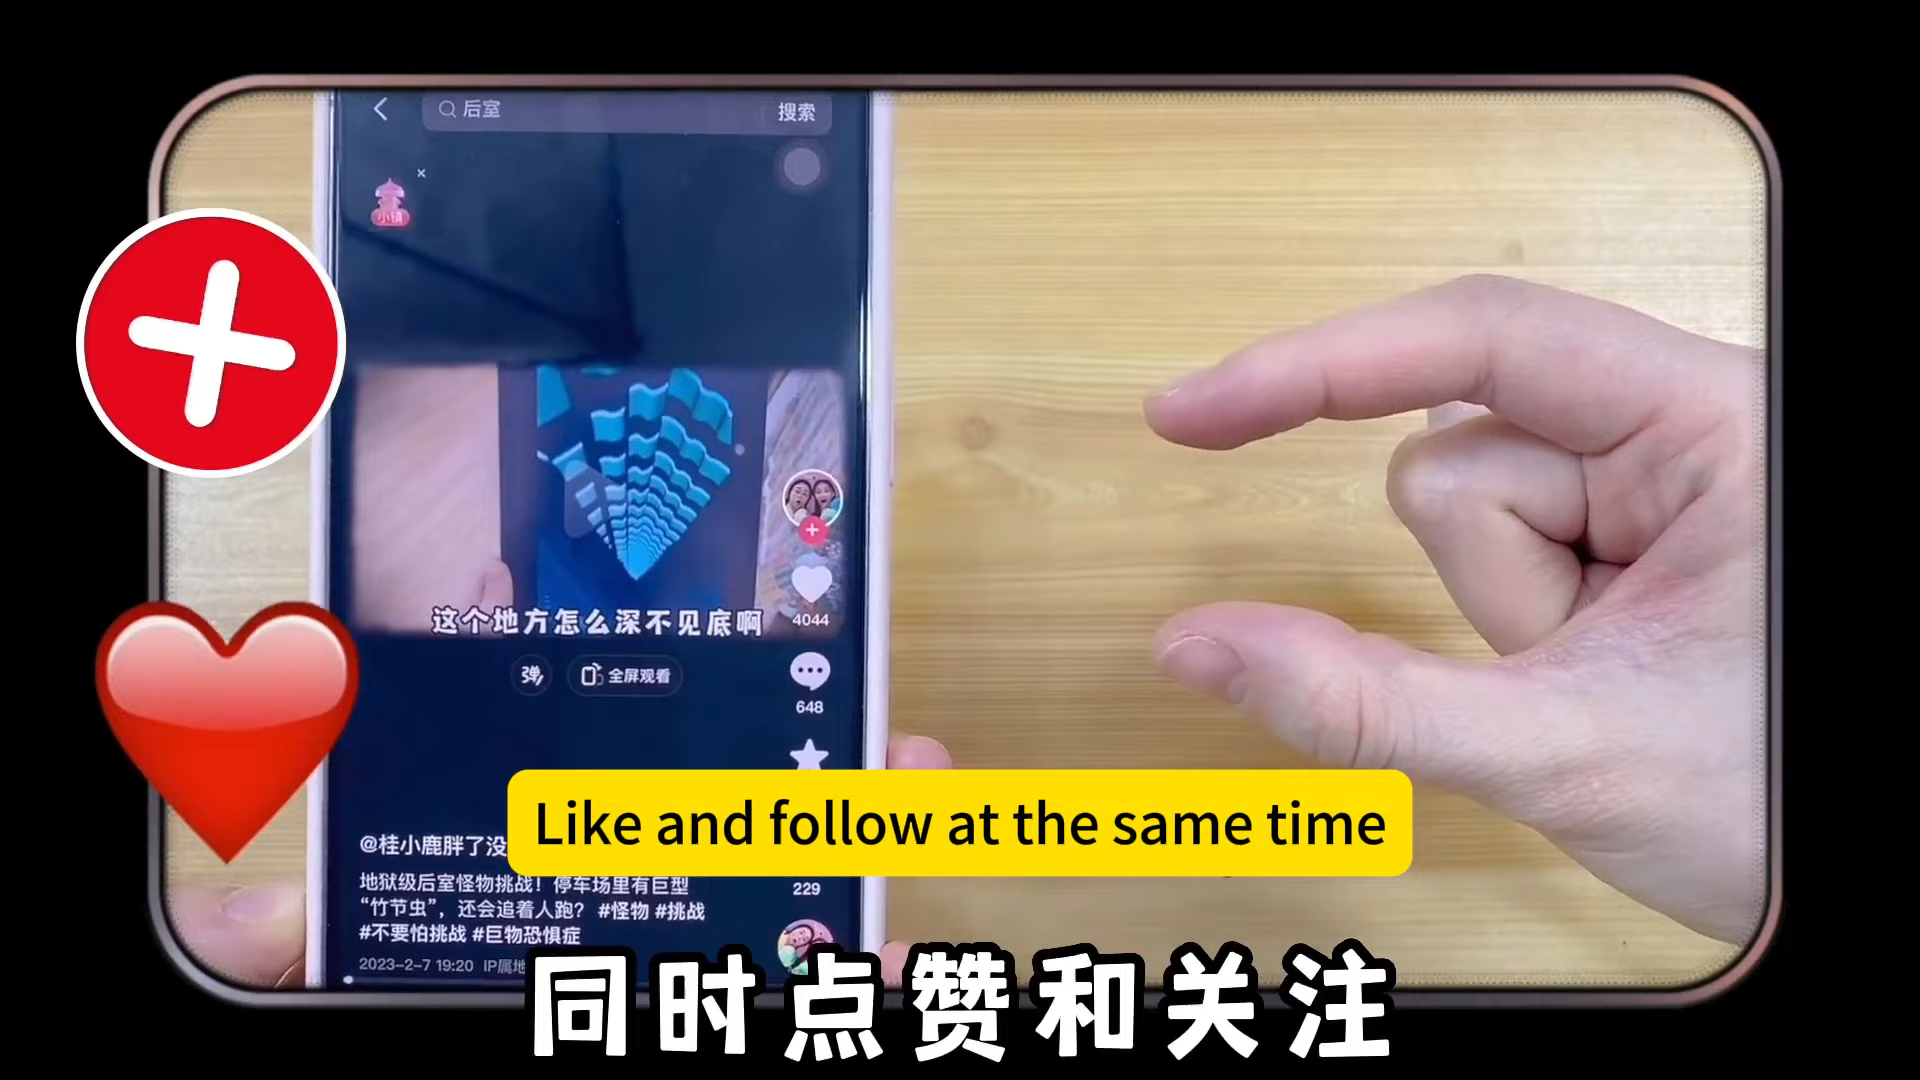 后室
搜索
×
小镇
这个地方怎么深不见底啊
弹
全屏观看
4044
648
229
@桂小鹿胖了没
地狱级后室怪物挑战！停车场里有巨型
“竹节虫”，还会追着人跑？ #怪物 #挑战
#不要怕挑战 #巨物恐惧症
2023-2-7 19:20 IP属地
Like and follow at the same time
同时点赞和关注